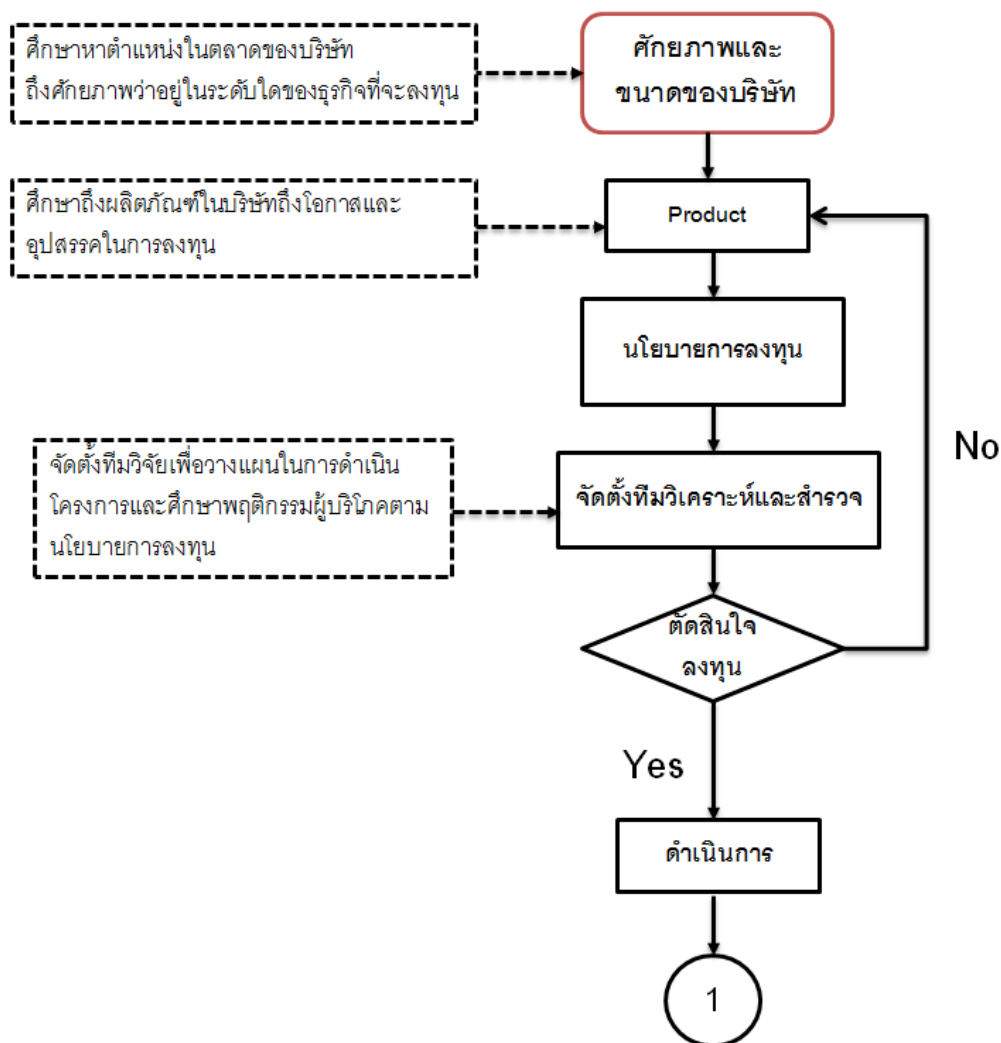 ศึกษาหาตำแหน่งในตลาดของบริษัท
ถึงศักยภาพว่าอยู่ในระดับใดของธุรกิจที่จะลงทุน
ศักยภาพและ
ขนาดของบริษัท
ศึกษาถึงผลิตภัณฑ์ในบริษัทถึงโอกาสและ
อุปสรรคในการลงทุน
Product
นโยบายการลงทุน
No
จัดตั้งทีมวิจัยเพื่อวางแผนในการดำเนิน
โครงการและศึกษาพฤติกรรมผู้บริโภคตาม
นโยบายการลงทุน
จัดตั้งทีมวิเคราะห์และสำรวจ
ตัดสินใจ
ลงทุน
Yes
ดำเนินการ
1